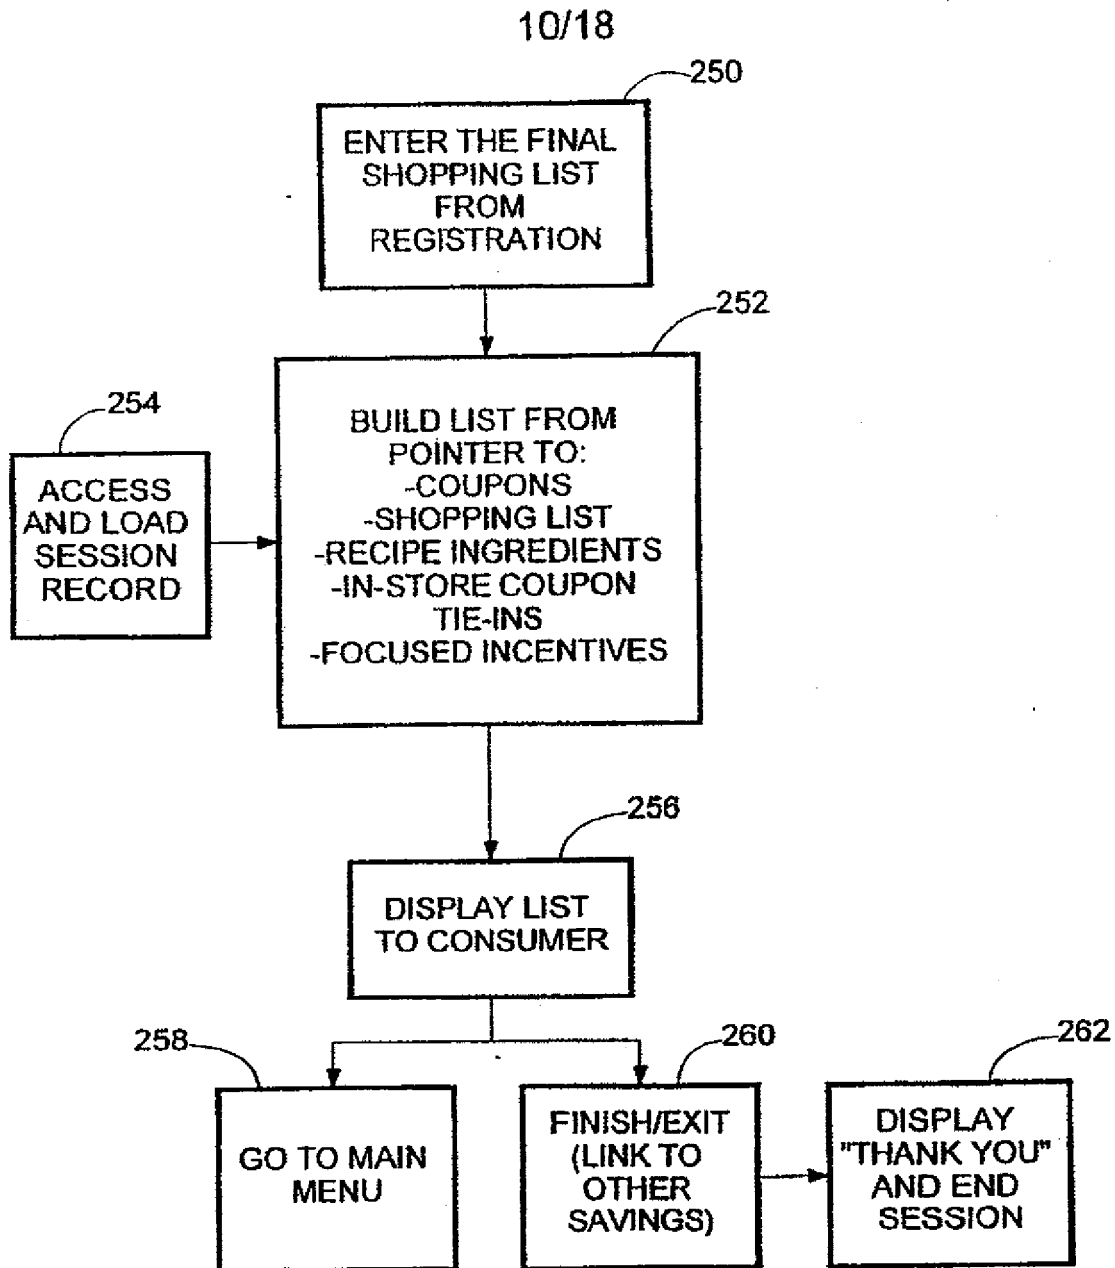 10/18
250
ENTER THE FINAL
SHOPPING LIST
FROM
REGISTRATION
252
BUILD LIST FROM
POINTER TO:
-COUPONS
-SHOPPING LIST
-RECIPE INGREDIENTS
-IN-STORE COUPON
TIE-INS
-FOCUSED INCENTIVES
254
ACCESS
AND LOAD
SESSION
RECORD
256
DISPLAY LIST
TO CONSUMER
258
GO TO MAIN
MENU
260
FINISH/EXIT
(LINK TO
OTHER
SAVINGS)
262
DISPLAY
"THANK YOU"
AND END
SESSION